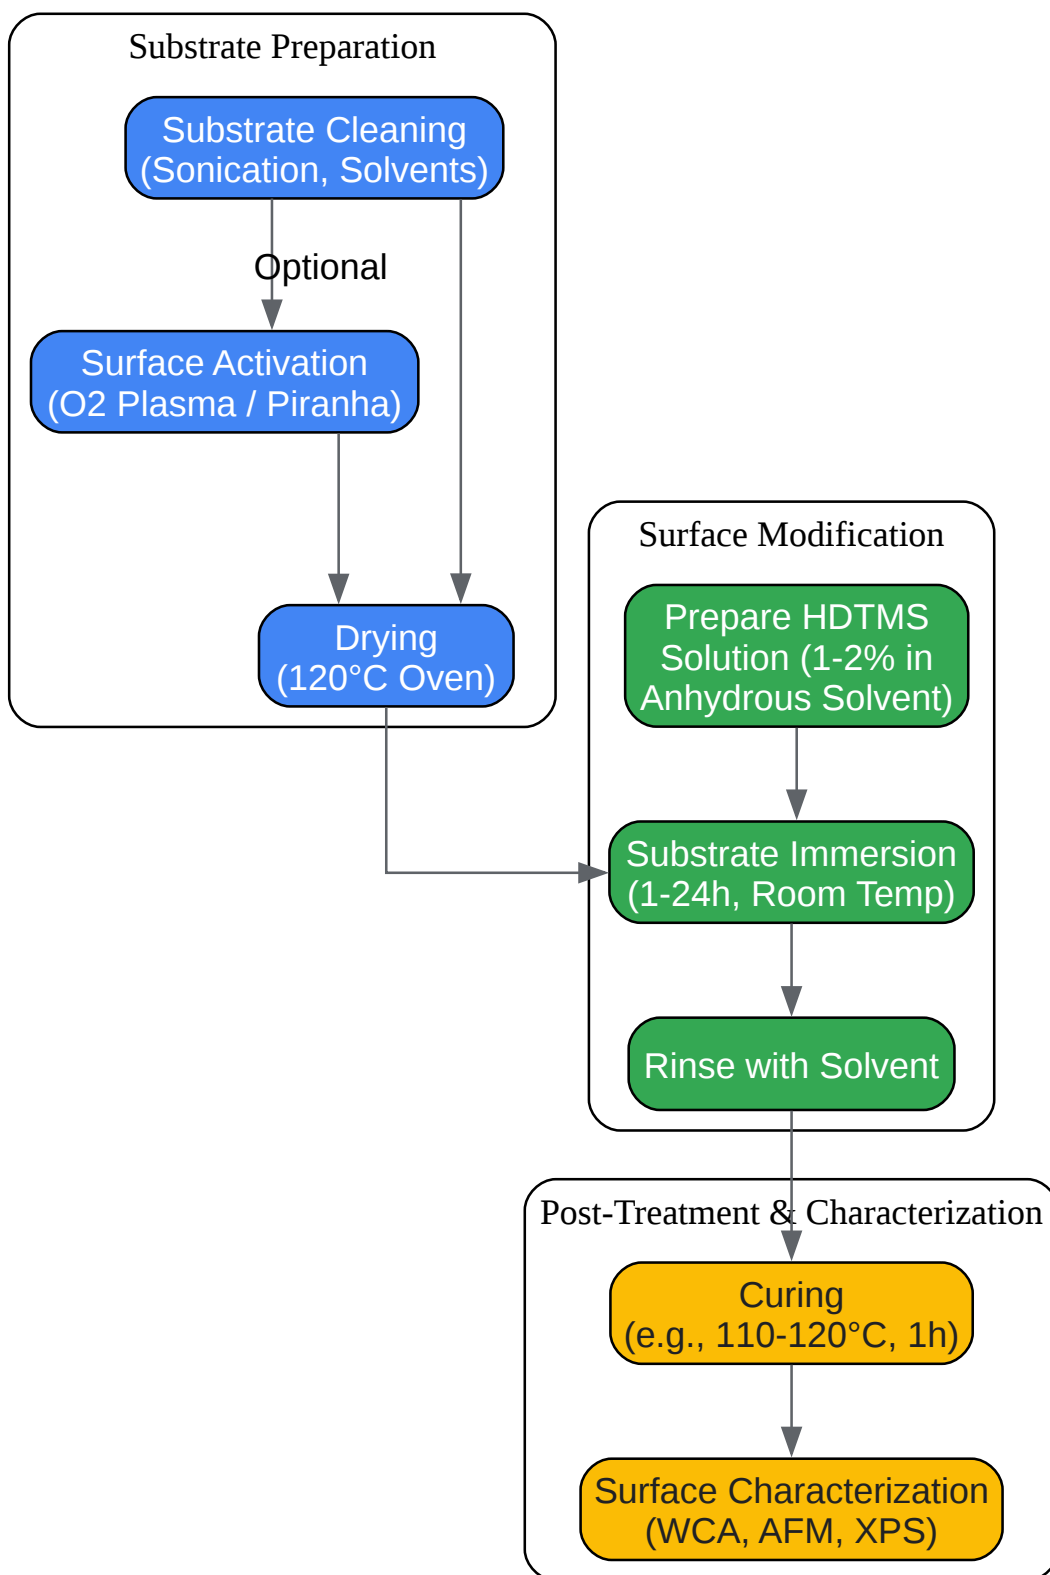 Substrate Preparation
Substrate Cleaning
(Sonication, Solvents)
Optional
Surface Activation
(O2 Plasma / Piranha)
Drying
(120°C Oven)
Surface Modification
Prepare HDTMS
Solution (1-2% in
Anhydrous Solvent)
Substrate Immersion
(1-24h, Room Temp)
Rinse with Solvent
Post-Treatment & Characterization
Curing
(e.g., 110-120°C, 1h)
Surface Characterization
(WCA, AFM, XPS)